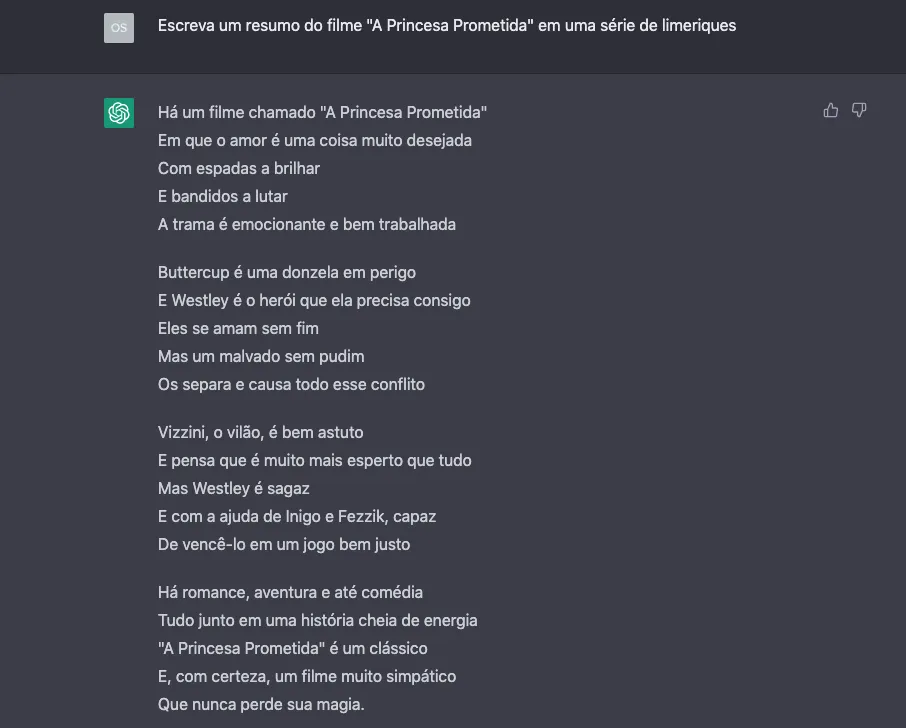 OS
Escreva um resumo do filme "A Princesa Prometida" em uma série de limeriques
Há um filme chamado "A Princesa Prometida"
Em que o amor é uma coisa muito desejada
Com espadas a brilhar
E bandidos a lutar
A trama é emocionante e bem trabalhada
Buttercup é uma donzela em perigo
E Westley é o herói que ela precisa consigo
Eles se amam sem fim
Mas um malvado sem pudim
Os separa e causa todo esse conflito
Vizzini, o vilão, é bem astuto
E pensa que é muito mais esperto que tudo
Mas Westley é sagaz
E com a ajuda de Inigo e Fezzik, capaz
De vencê-lo em um jogo bem justo
Há romance, aventura e até comédia
Tudo junto em uma história cheia de energia
"A Princesa Prometida" é um clássico
E, com certeza, um filme muito simpático
Que nunca perde sua magia.